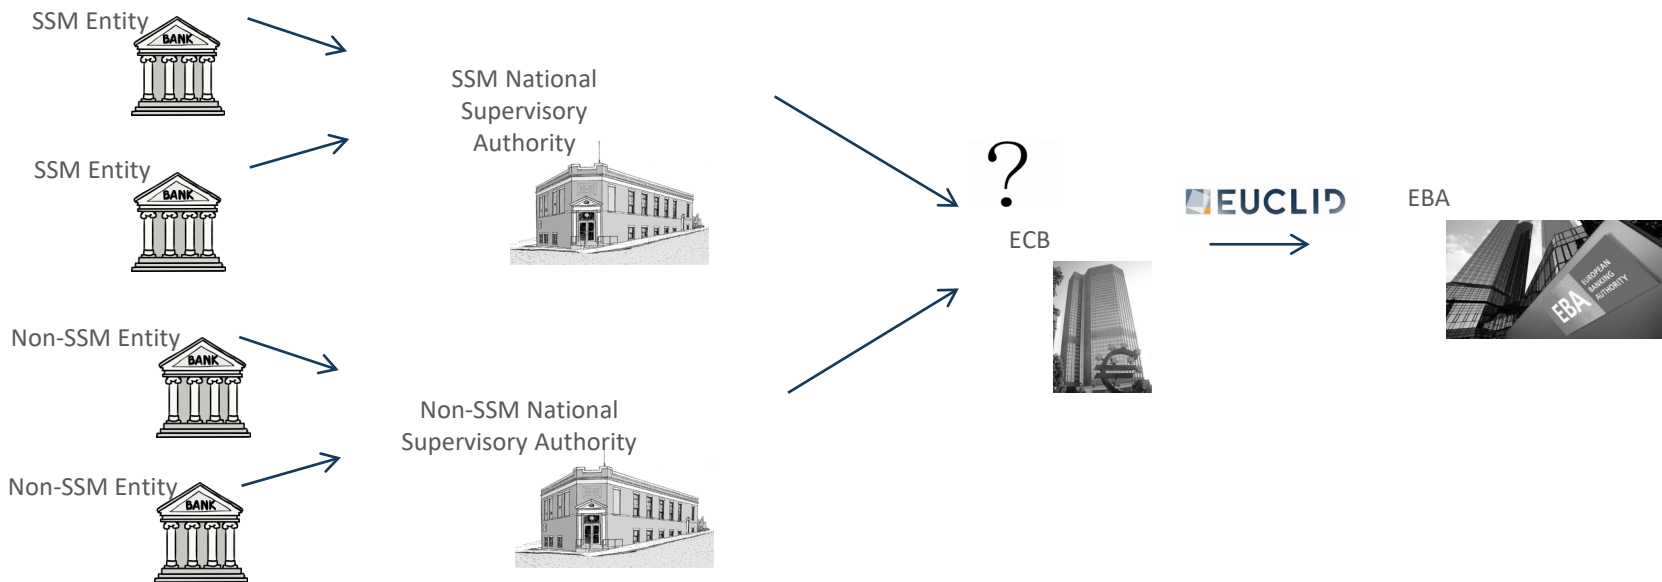 SSM Entity
BANK
SSM National
Supervisory
Authority
SSM Entity
BANK
?
EUCLID
EBA
ECB
EBA EUROPEAN
BANKING
AUTHORITY
Non-SSM Entity
BANK
Non-SSM National
Supervisory Authority
Non-SSM Entity
BANK